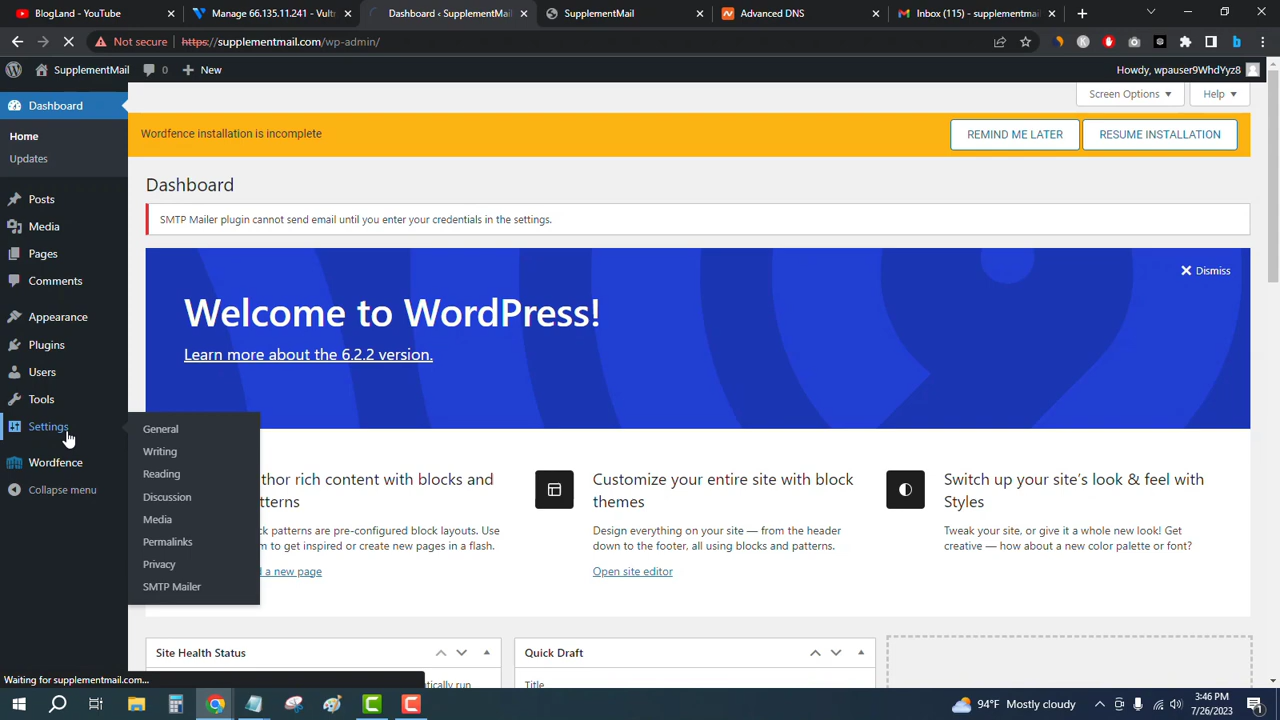 BlogLand - YouTube
Manage 66.135.11.241 - Vultr
Dashboard ‹ SupplementMail
SupplementMail
Advanced DNS
Inbox (115) - supplementmai
Not secure
https://supplementmail.com/wp-admin/
SupplementMail
0
New
Howdy, wpauser9WhdYyz8
Dashboard
Home
Updates
Posts
Media
Pages
Comments
Appearance
Plugins
Users
Tools
Settings
Wordfence
Collapse menu
General
Writing
Reading
Discussion
Media
Permalinks
Privacy
SMTP Mailer
Screen Options
Help
Wordfence installation is incomplete
REMIND ME LATER
RESUME INSTALLATION
Dashboard
SMTP Mailer plugin cannot send email until you enter your credentials in the settings.
Dismiss
Welcome to WordPress!
Learn more about the 6.2.2 version.
thor rich content with blocks and
tterns
ck patterns are pre-configured block layouts. Use
m to get inspired or create new pages in a flash.
d a new page
Customize your entire site with block
themes
Design everything on your site — from the header
down to the footer, all using blocks and patterns.
Open site editor
Switch up your site's look & feel with
Styles
Tweak your site, or give it a whole new look! Get
creative — how about a new color palette or font?
Site Health Status
Quick Draft
Title
Waiting for supplementmail.com...
94°F Mostly cloudy
3:46 PM
7/26/2023